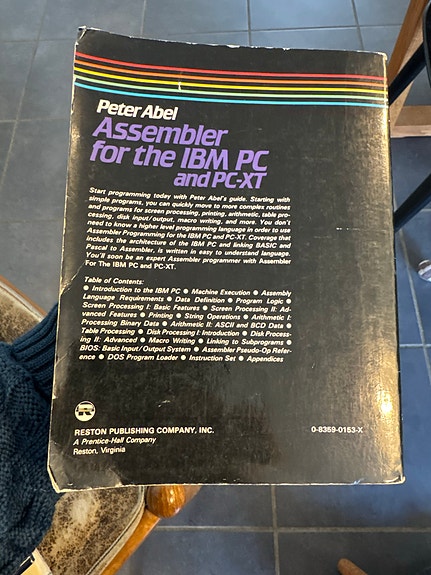 Peter Abel
Assembler
for the IBM PC
and PC-XT
Start programming today with Peter Abel's guide. Starting with
simple programs, you can quickly move to more complex routines
and programs for screen processing, printing, arithmetic, table pro-
cessing, disk input/output, macro writing, and more. You don't
need to know a higher level programming language in order to use
Assembler Programming for the IBM PC and PC-XT. Coverage that
includes the architecture of the IBM PC and linking BASIC and
Pascal to Assembler, is written in easy to understand language.
You'll soon be an expert Assembler programmer with Assembler
For The IBM PC and PC-XT.
Table of Contents:
● Introduction to the IBM PC ● Machine Execution ● Assembly
Language Requirements ● Data Definition ● Program Logic ●
Screen Processing I: Basic Features ● Screen Processing II: Ad-
vanced Features ● Printing ● String Operations ● Arithmetic I:
Processing Binary Data ● Arithmetic II: ASCII and BCD Data ●
Table Processing ● Disk Processing I: Introduction ● Disk Process-
ing II: Advanced ● Macro Writing ● Linking to Subprograms ●
BIOS: Basic Input/Output System ● Assembler Pseudo-Op Refer-
ence ● DOS Program Loader ● Instruction Set ● Appendices
R
RESTON PUBLISHING COMPANY, INC.
A Prentice-Hall Company
Reston, Virginia
0-8359-0153-X